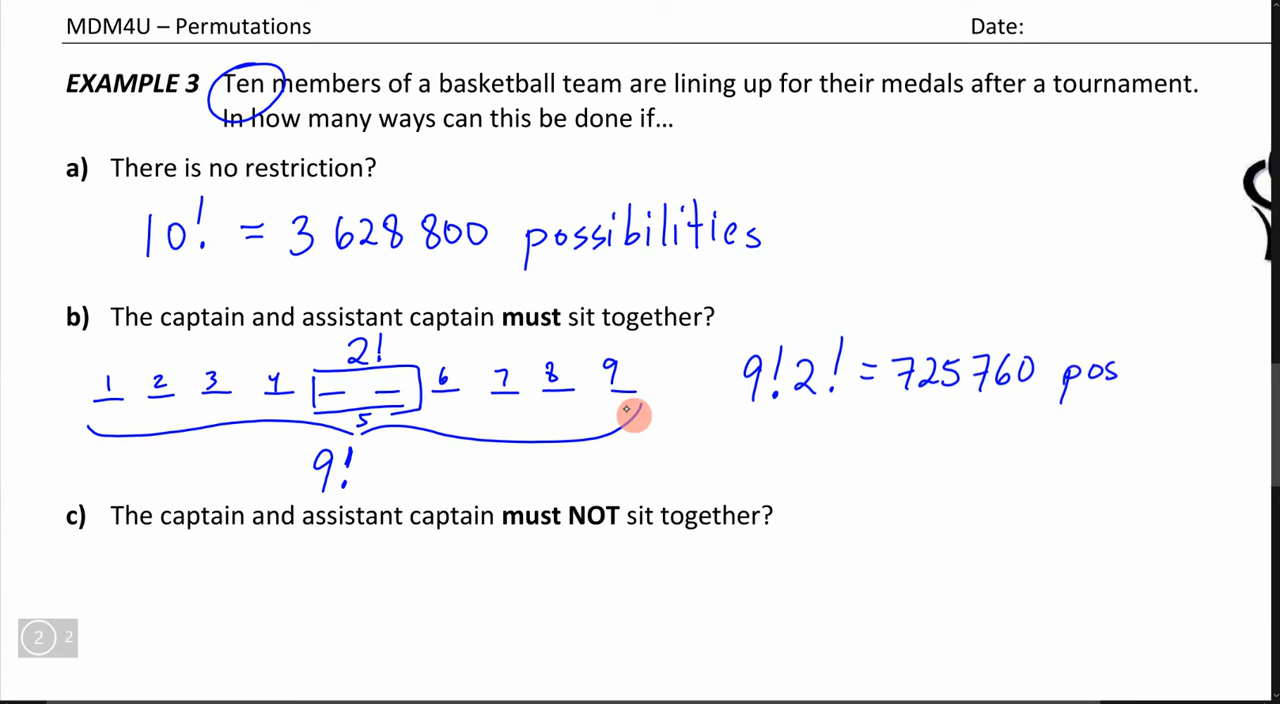 MDM4U – Permutations Date:
EXAMPLE 3 Ten members of a basketball team are lining up for their medals after a tournament.
In how many ways can this be done if…
a) There is no restriction?
10! = 3 628 800 possibilities
b) The captain and assistant captain must sit together?
2!
1 2 3 4 6 7 8 9
5
9!
9! 2! = 725 760 pos
c) The captain and assistant captain must NOT sit together?
2 2